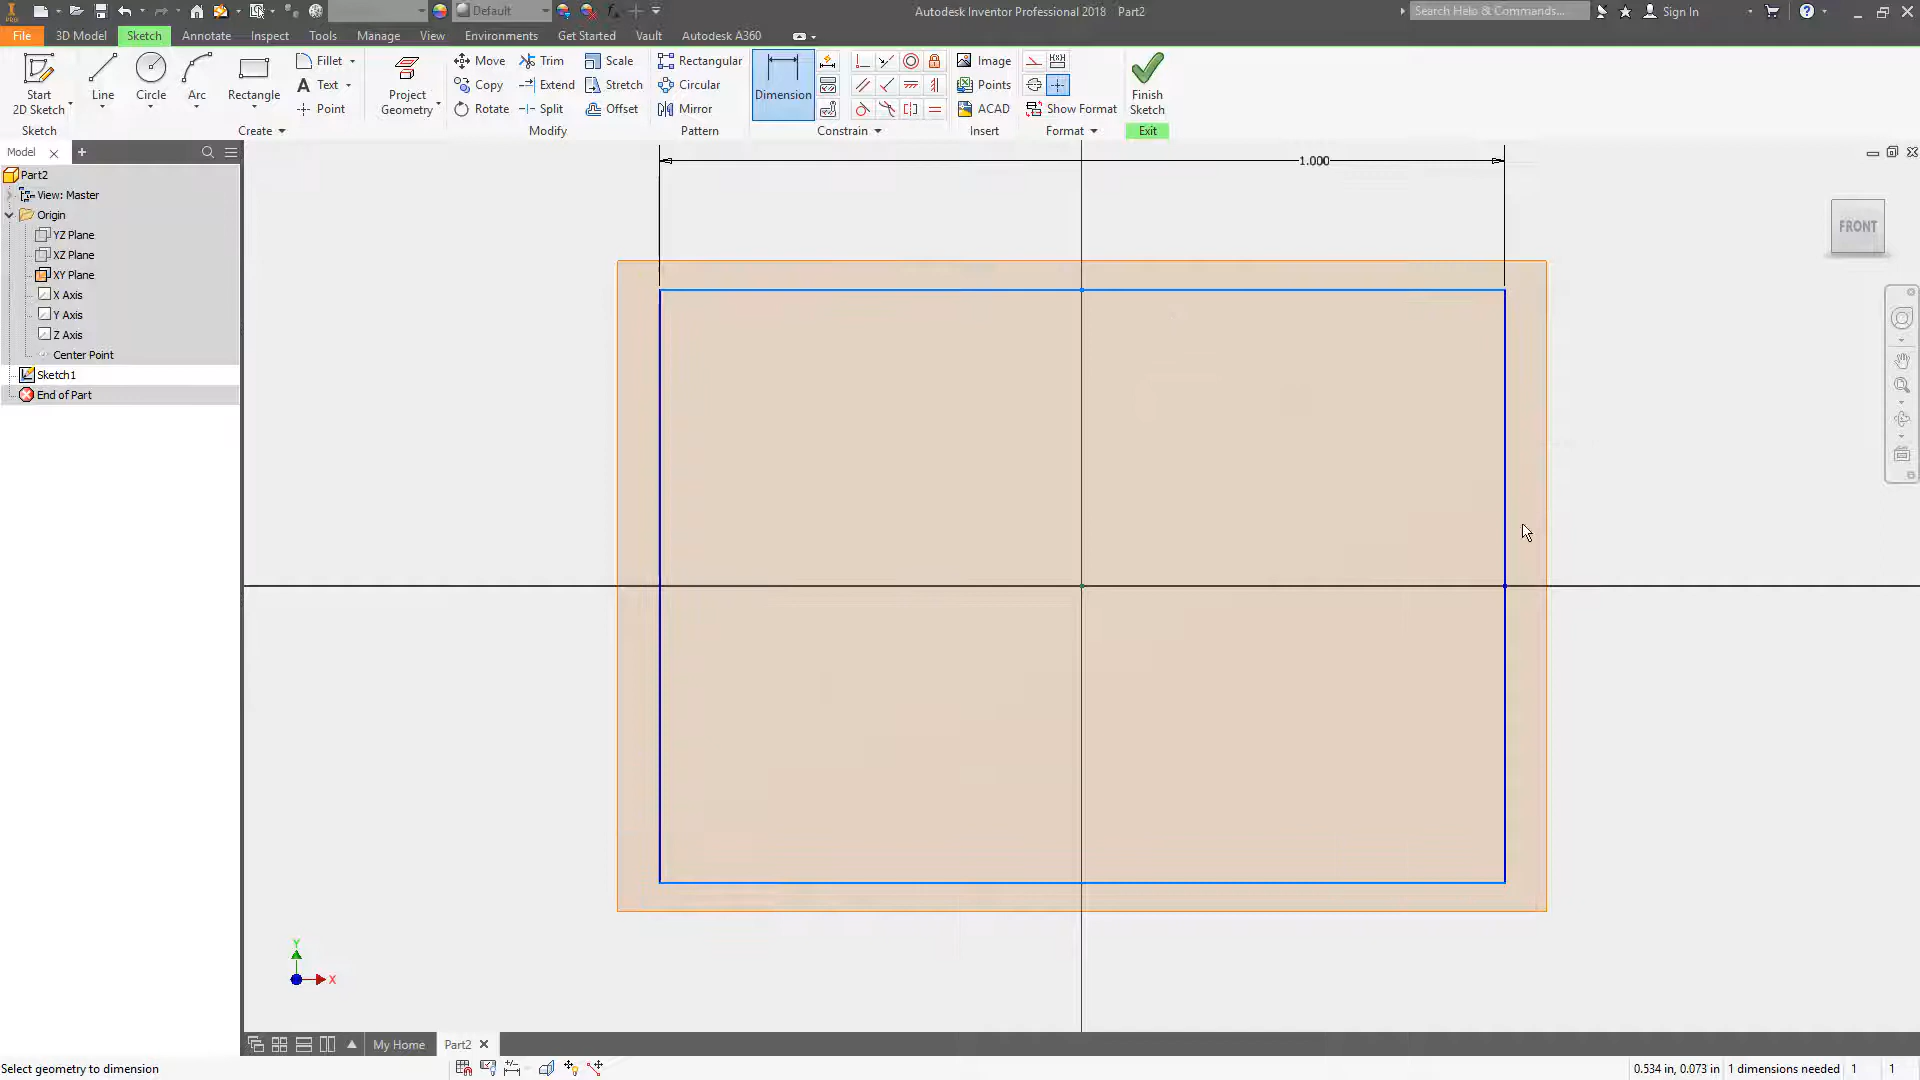 Default
Autodesk Inventor Professional 2018 Part2
Search Help & Commands...
Sign In
PRO
File 3D Model Sketch Annotate Inspect Tools Manage View Environments Get Started Vault Autodesk A360
Start
2D Sketch
Line
Circle
Arc
Rectangle
Fillet
Text
Point
Project
Geometry
Move
Copy
Rotate
Trim
Extend
Split
Scale
Stretch
Offset
Rectangular
Circular
Mirror
Dimension
Image
Points
ACAD
Show Format
Finish
Sketch
Sketch Create Modify Pattern Constrain Insert Format Exit
Model
Part2
View: Master
Origin
YZ Plane
XZ Plane
XY Plane
X Axis
Y Axis
Z Axis
Center Point
Sketch1
End of Part
1.000
FRONT
Y
X
My Home Part2
Select geometry to dimension
0.534 in, 0.073 in 1 dimensions needed 1 1